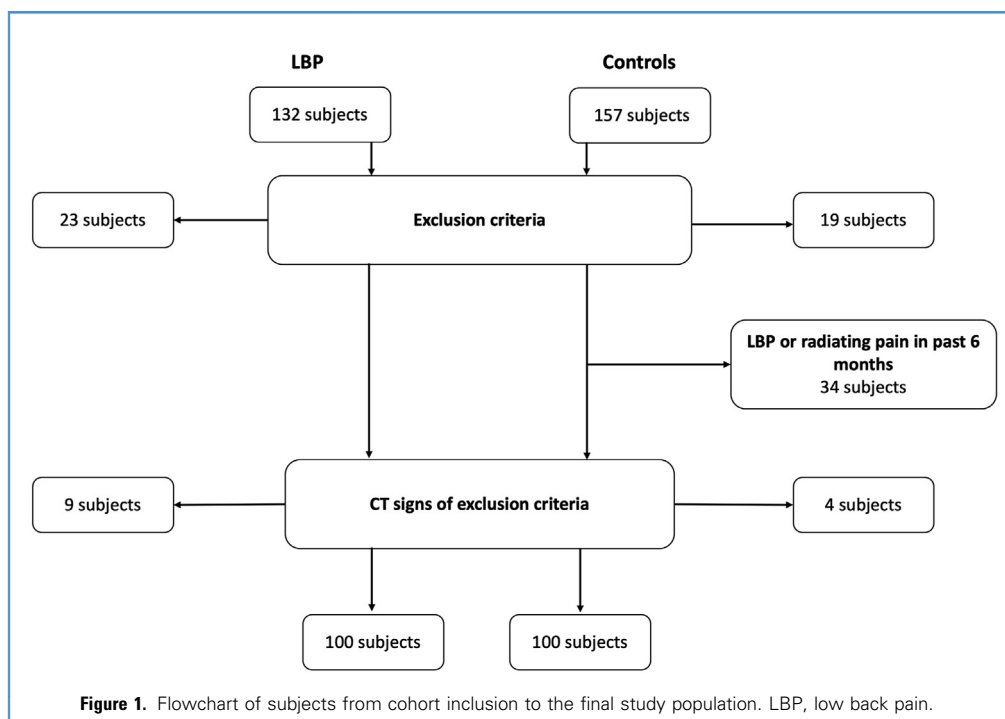 LBP
Controls
132 subjects
157 subjects
23 subjects
Exclusion criteria
19 subjects
LBP or radiating pain in past 6
months
34 subjects
9 subjects
CT signs of exclusion criteria
4 subjects
100 subjects
100 subjects
Figure 1. Flowchart of subjects from cohort inclusion to the final study population. LBP, low back pain.